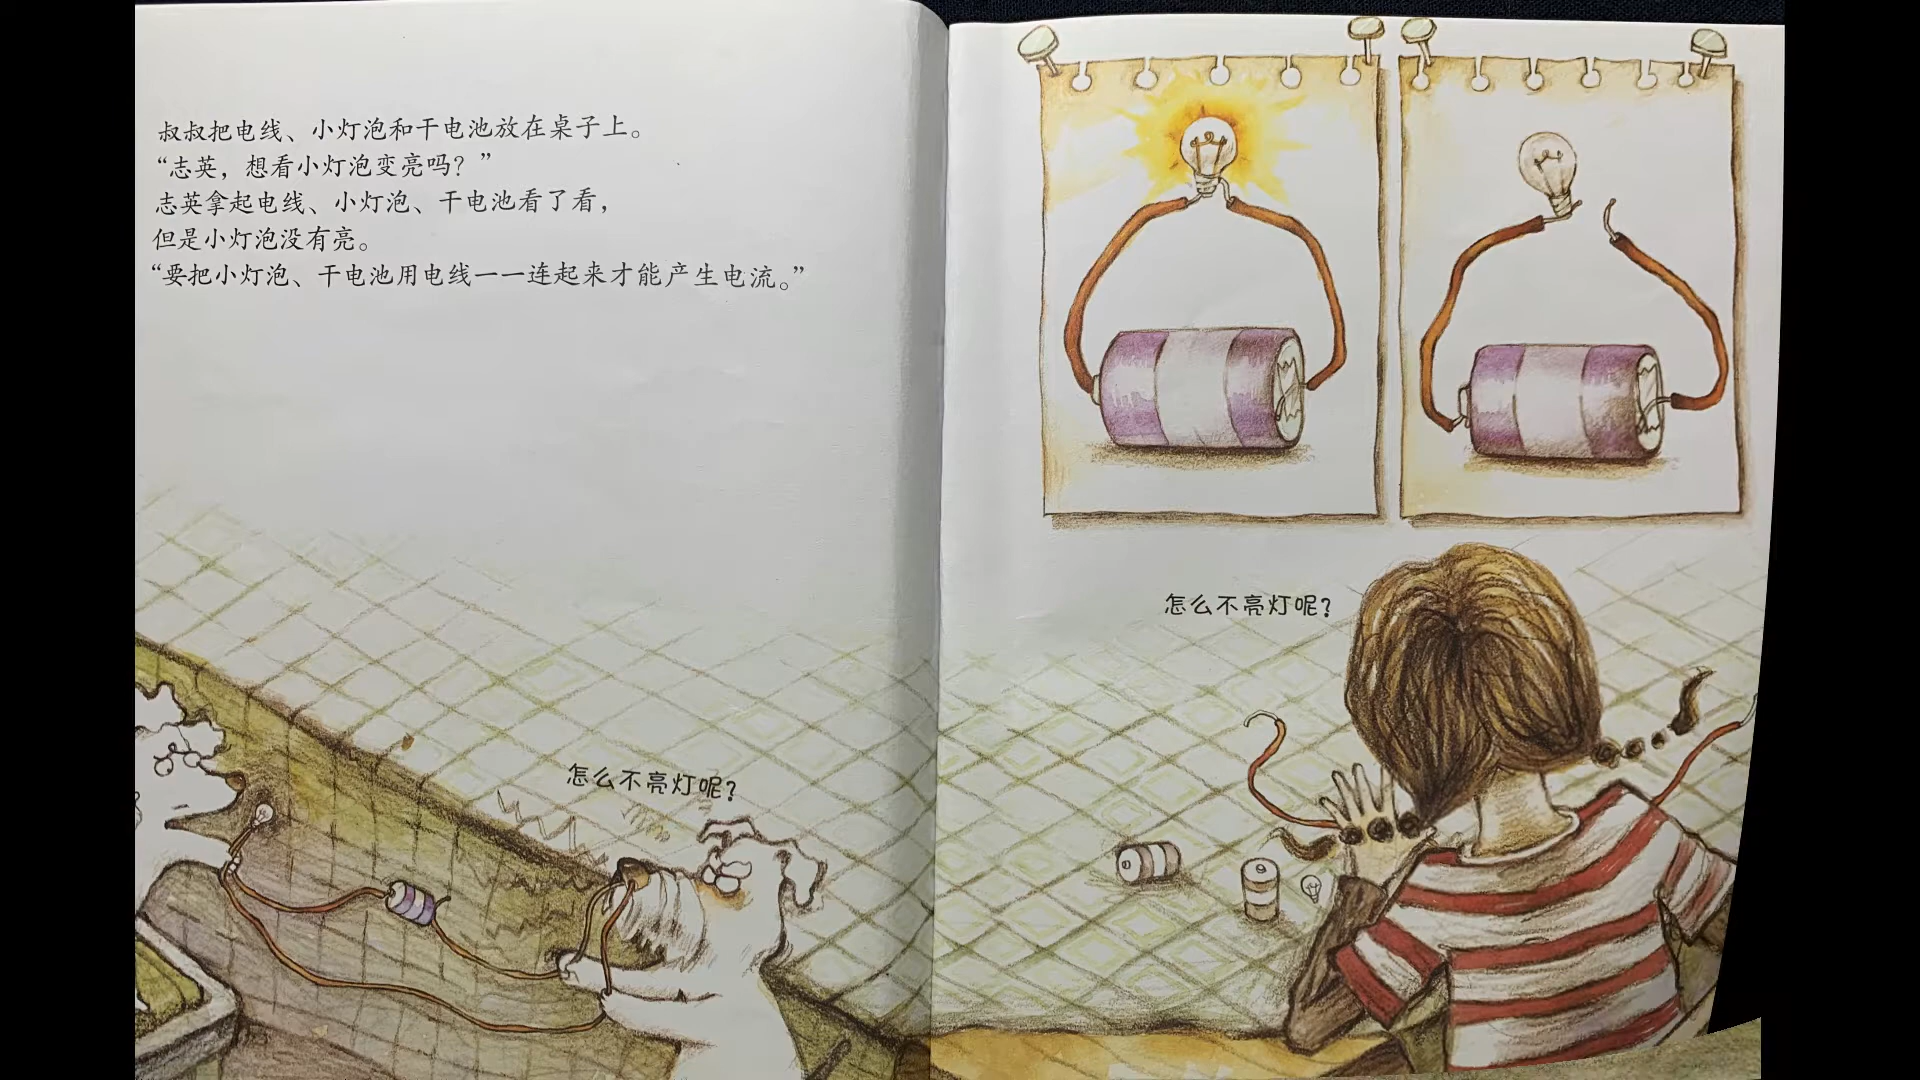 叔叔把电线、小灯泡和干电池放在桌子上。
“志英，想看小灯泡变亮吗？”
志英拿起电线、小灯泡、干电池看了看，
但是小灯泡没有亮。
“要把小灯泡、干电池用电线一一连起来才能产生电流。”
怎么不亮灯呢？
怎么不亮灯呢？